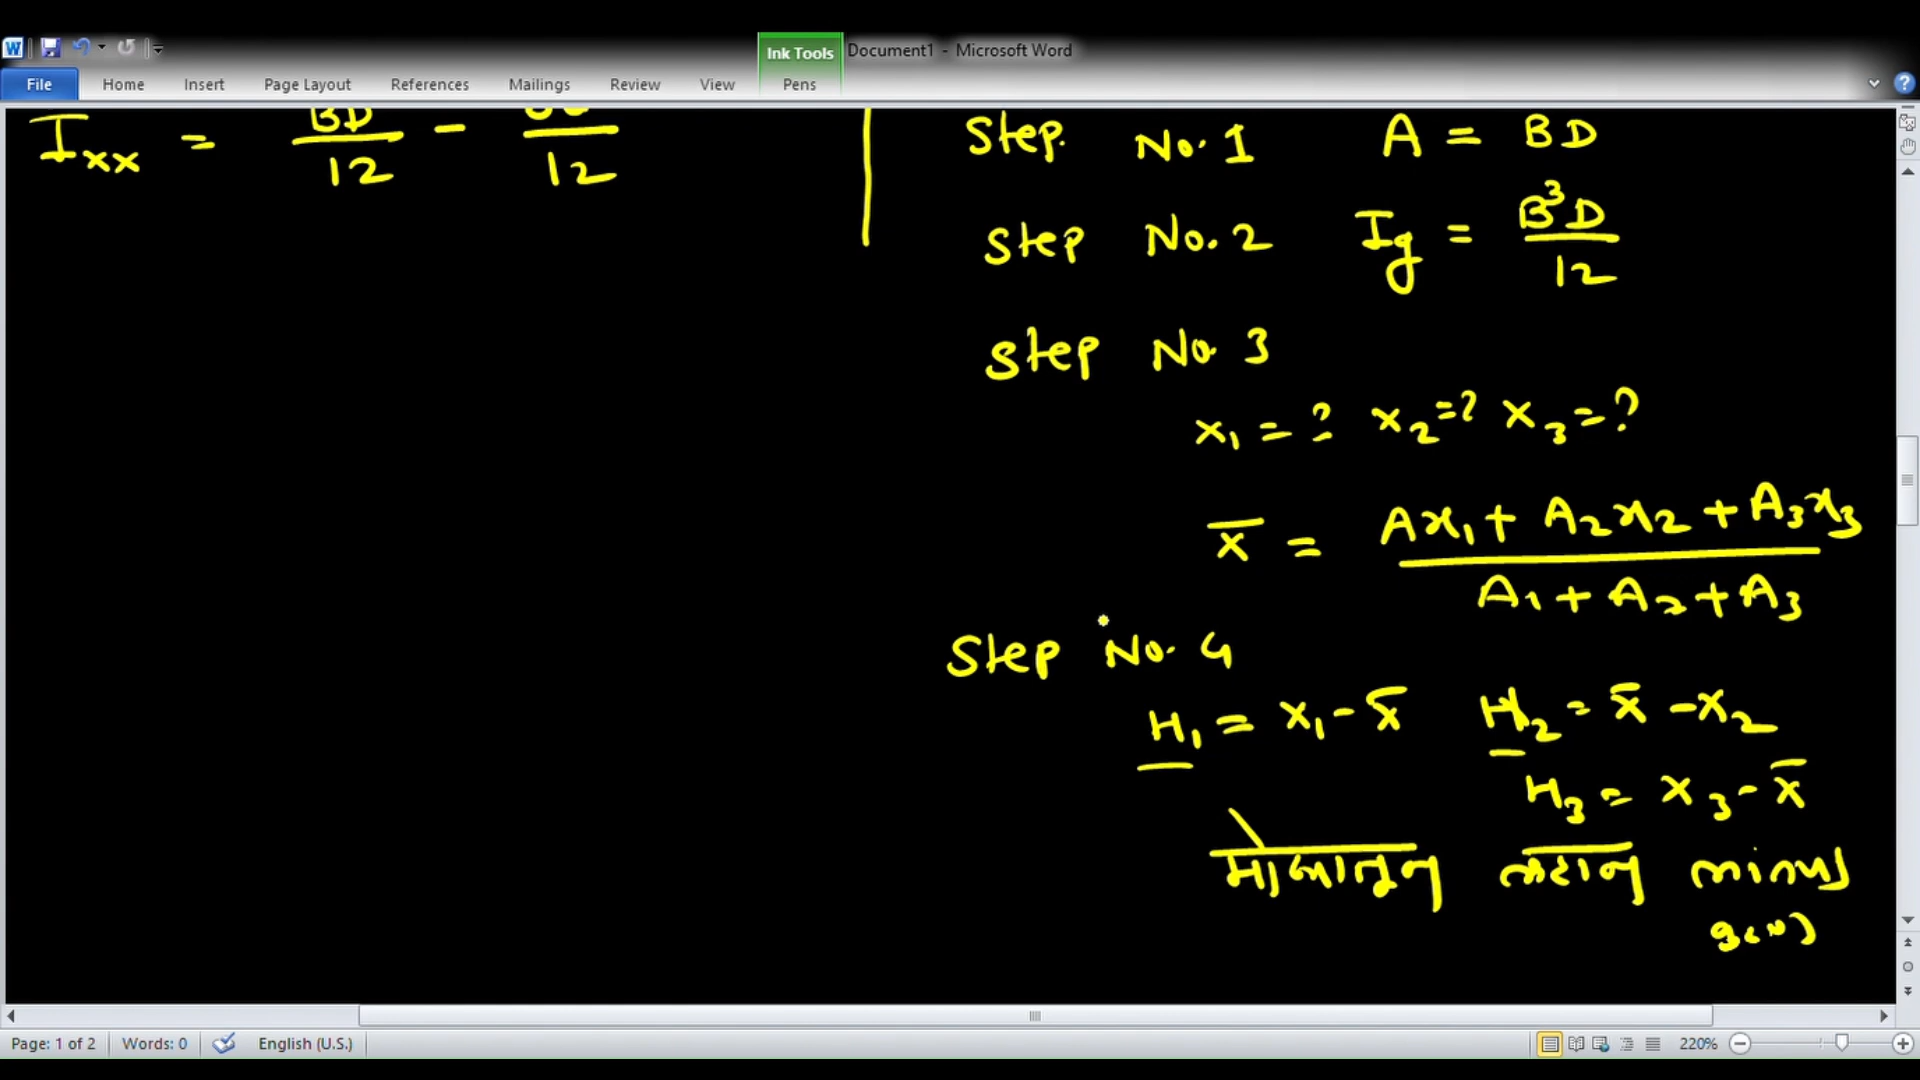 Ink Tools Document1 - Microsoft Word
File Home Insert Page Layout References Mailings Review View Pens
Ixx = BD/12 - /12
Step. No. 1 A = BD
Step No. 2 Ig = B³D/12
Step No 3
x₁ = ? x₂ = ? x₃ = ?
x̄ = Ax₁ + A₂x₂ + A₃x₃ / A₁ + A₂ + A₃
Step No. 4
H₁ = x₁ - x̄ H₂ = x̄ - x₂
H₃ = x₃ - x̄
मोठ्यातून लहान minus
Page: 1 of 2 Words: 0 English (U.S.) 220%